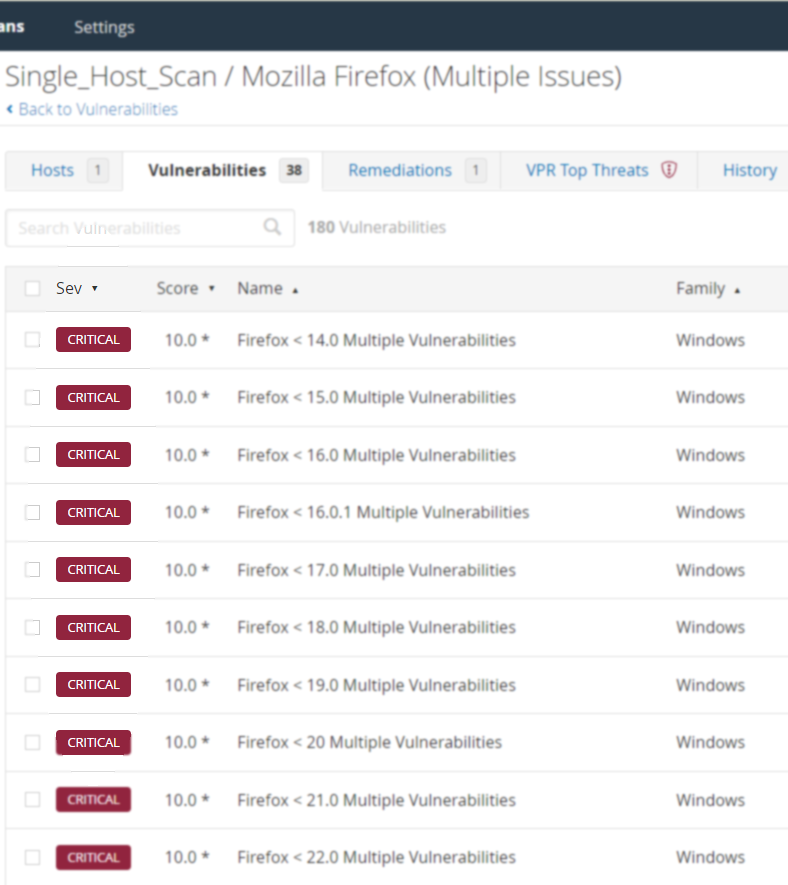 ans Settings
Single_Host_Scan / Mozilla Firefox (Multiple Issues)
Back to Vulnerabilities
Hosts 1 Vulnerabilities 38 Remediations 1 VPR Top Threats History
Search Vulnerabilities 180 Vulnerabilities
Sev Score Name Family
CRITICAL 10.0 * Firefox < 14.0 Multiple Vulnerabilities Windows
CRITICAL 10.0 * Firefox < 15.0 Multiple Vulnerabilities Windows
CRITICAL 10.0 * Firefox < 16.0 Multiple Vulnerabilities Windows
CRITICAL 10.0 * Firefox < 16.0.1 Multiple Vulnerabilities Windows
CRITICAL 10.0 * Firefox < 17.0 Multiple Vulnerabilities Windows
CRITICAL 10.0 * Firefox < 18.0 Multiple Vulnerabilities Windows
CRITICAL 10.0 * Firefox < 19.0 Multiple Vulnerabilities Windows
CRITICAL 10.0 * Firefox < 20 Multiple Vulnerabilities Windows
CRITICAL 10.0 * Firefox < 21.0 Multiple Vulnerabilities Windows
CRITICAL 10.0 * Firefox < 22.0 Multiple Vulnerabilities Windows